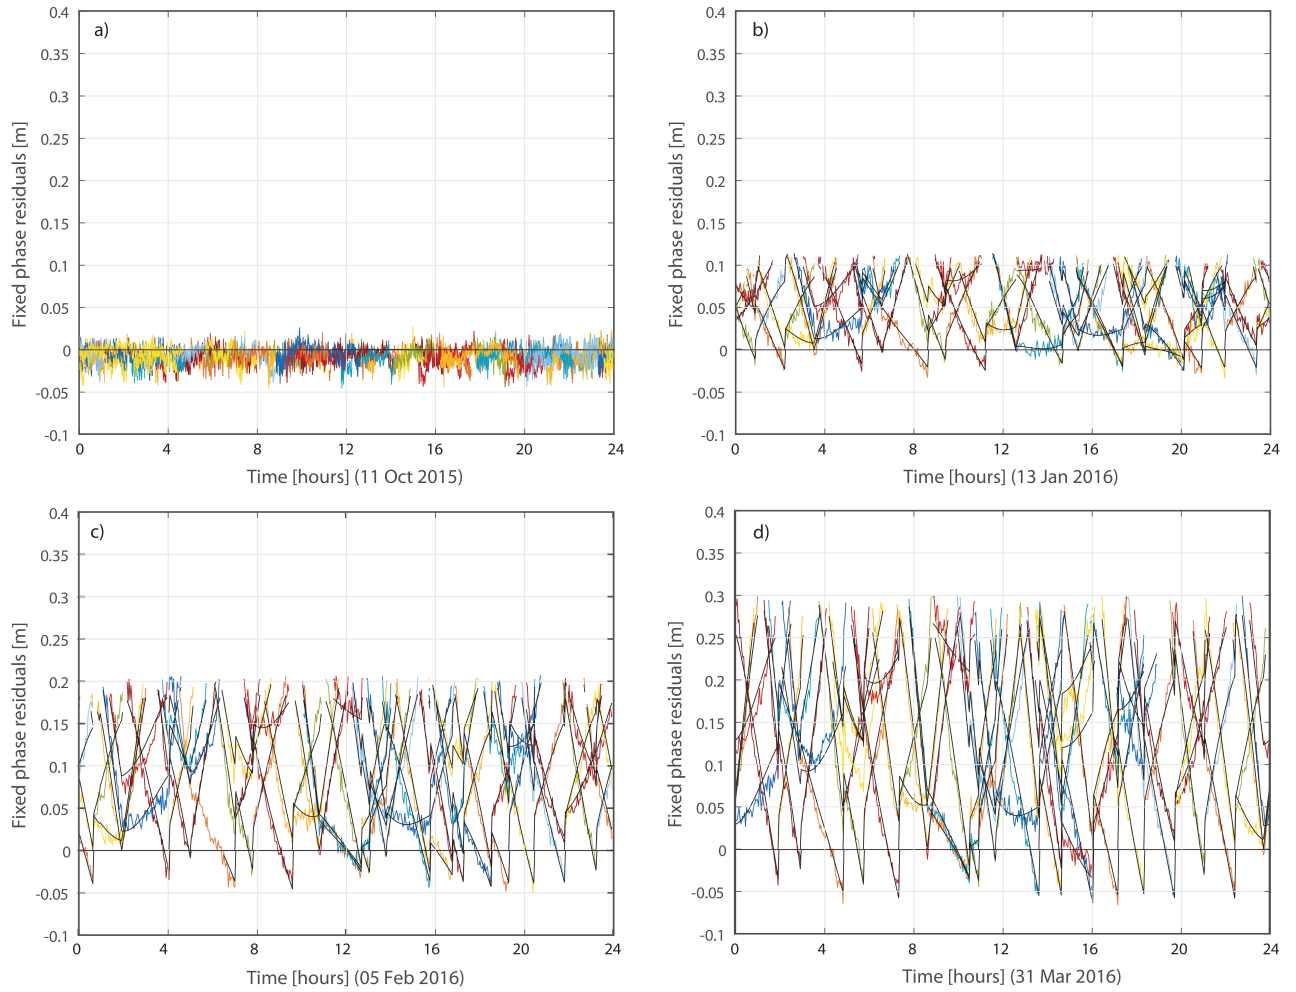 a)
0.4
0.35
0.3
0.25
0.2
0.15
0.1
0.05
0
-0.05
-0.1
Fixed phase residuals [m]
0 4 8 12 16 20 24
Time [hours] (11 Oct 2015)
b)
0.4
0.35
0.3
0.25
0.2
0.15
0.1
0.05
0
-0.05
-0.1
Fixed phase residuals [m]
0 4 8 12 16 20 24
Time [hours] (13 Jan 2016)
c)
0.4
0.35
0.3
0.25
0.2
0.15
0.1
0.05
0
-0.05
-0.1
Fixed phase residuals [m]
0 4 8 12 16 20 24
Time [hours] (05 Feb 2016)
d)
0.4
0.35
0.3
0.25
0.2
0.15
0.1
0.05
0
-0.05
-0.1
Fixed phase residuals [m]
0 4 8 12 16 20 24
Time [hours] (31 Mar 2016)